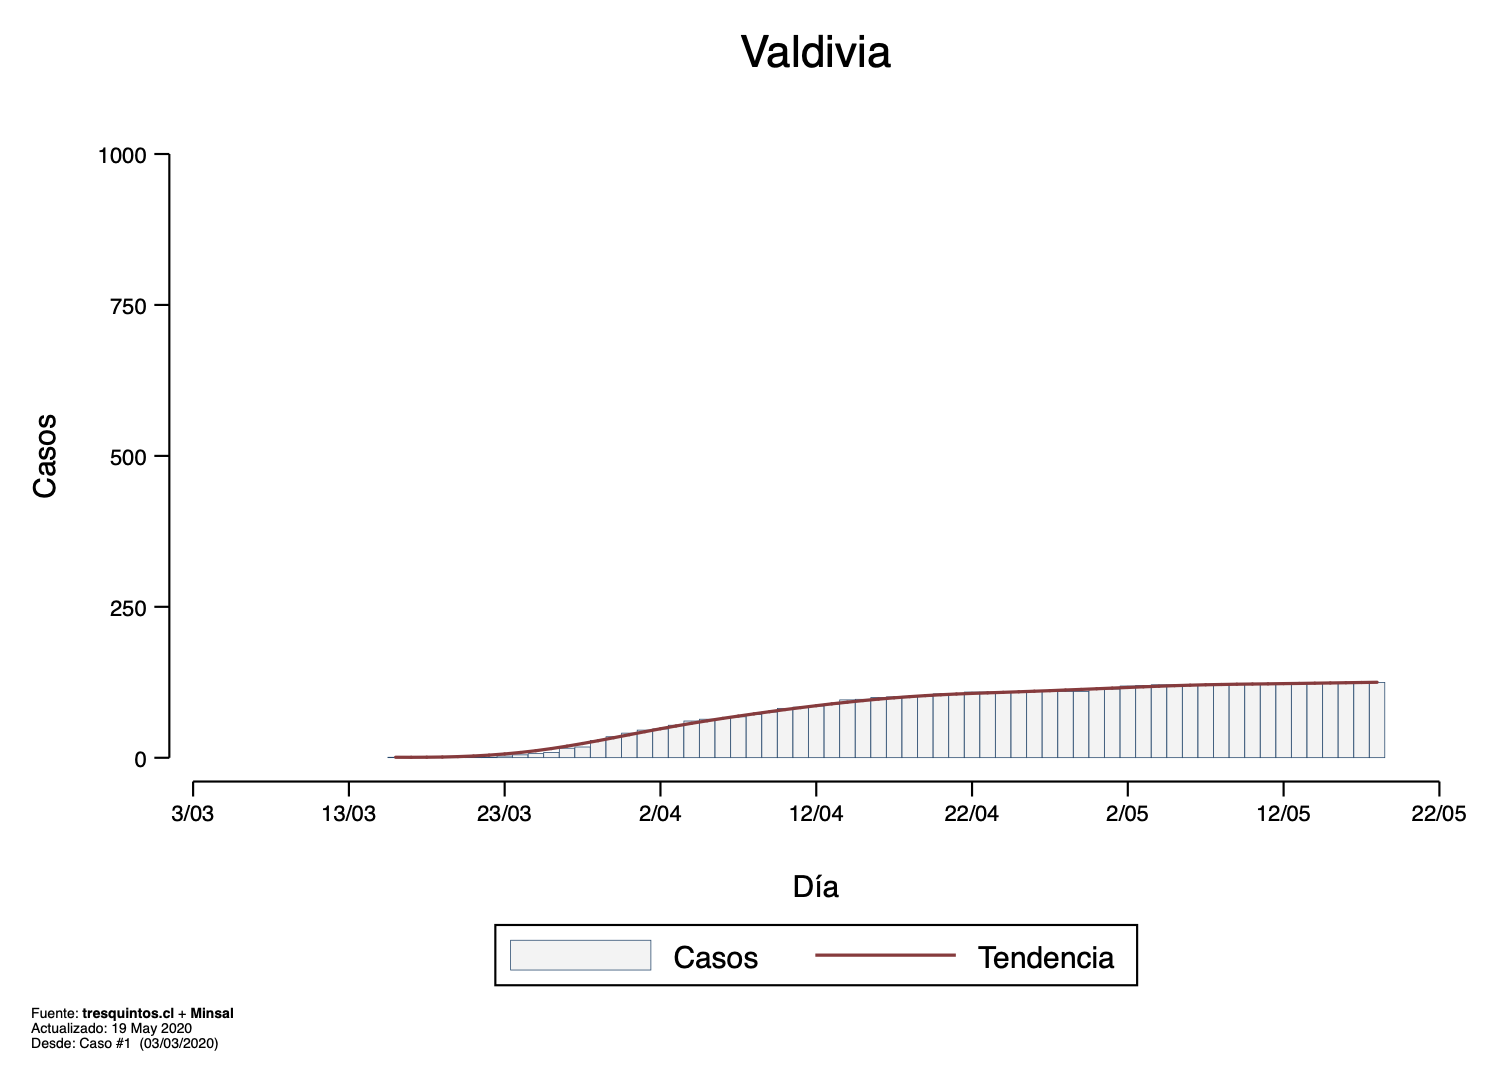 Valdivia
1000
750
500
250
0
Casos
3/03 13/03 23/03 2/04 12/04 22/04 2/05 12/05 22/05
Día
Casos Tendencia
Fuente: tresquintos.cl + Minsal
Actualizado: 19 May 2020
Desde: Caso #1 (03/03/2020)